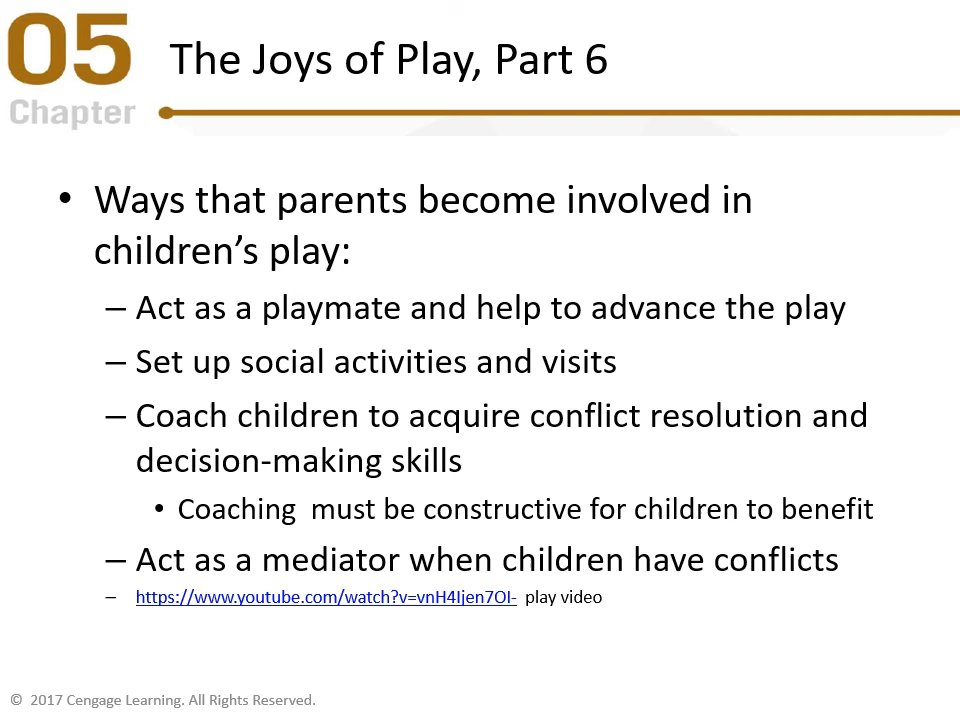 05
Chapter
The Joys of Play, Part 6
• Ways that parents become involved in
children’s play:
– Act as a playmate and help to advance the play
– Set up social activities and visits
– Coach children to acquire conflict resolution and
decision-making skills
• Coaching  must be constructive for children to benefit
– Act as a mediator when children have conflicts
– https://www.youtube.com/watch?v=vnH4Ijen7OI-  play video
© 2017 Cengage Learning. All Rights Reserved.